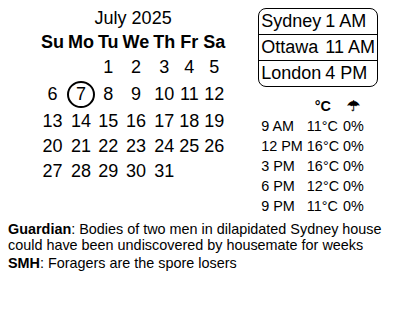 July 2025
Su Mo Tu We Th Fr Sa
1 2 3 4 5
6 7 8 9 10 11 12
13 14 15 16 17 18 19
20 21 22 23 24 25 26
27 28 29 30 31
Sydney 1 AM
Ottawa 11 AM
London 4 PM
°C ☂
9 AM 11°C 0%
12 PM 16°C 0%
3 PM 16°C 0%
6 PM 12°C 0%
9 PM 11°C 0%
Guardian: Bodies of two men in dilapidated Sydney house
could have been undiscovered by housemate for weeks
SMH: Foragers are the spore losers